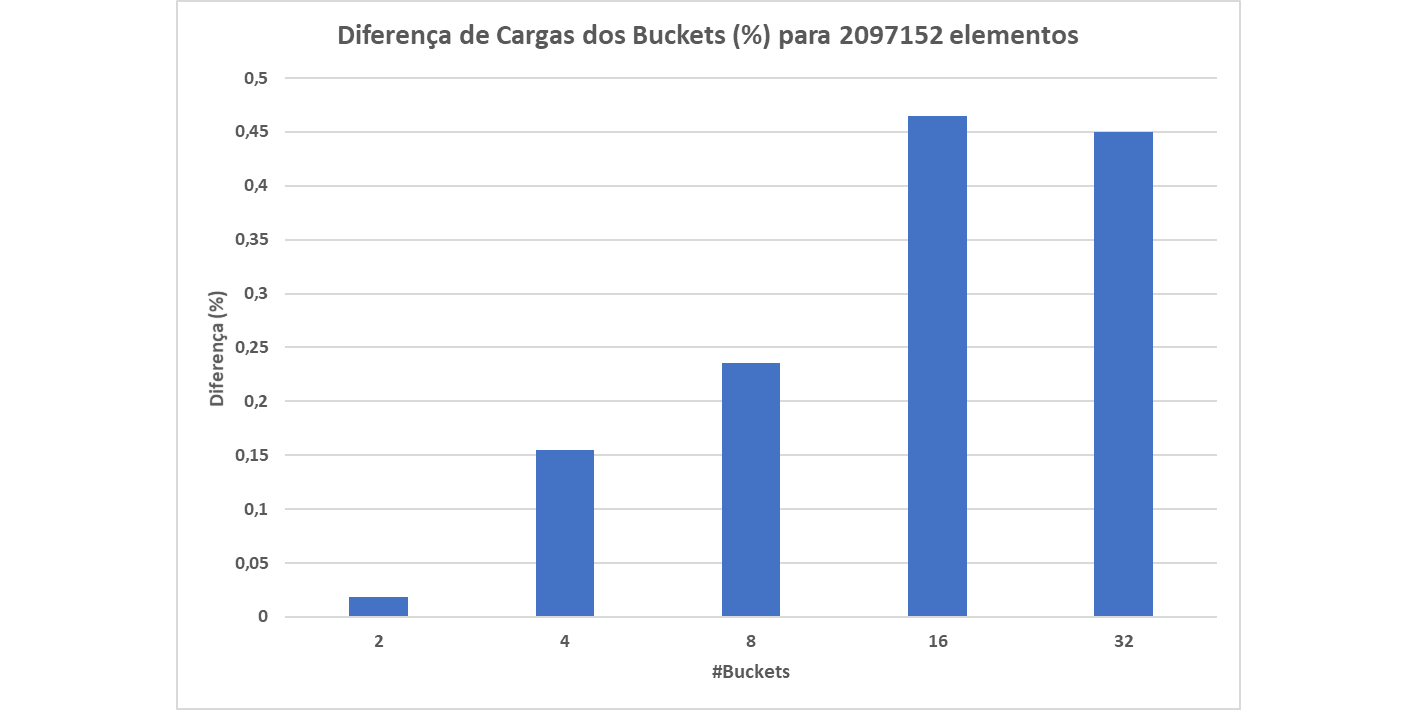 Diferença de Cargas dos Buckets (%) para 2097152 elementos
0,5
0,45
0,4
0,35
0,3
0,25
0,2
0,15
0,1
0,05
0
Diferença (%)
2 4 8 16 32
#Buckets